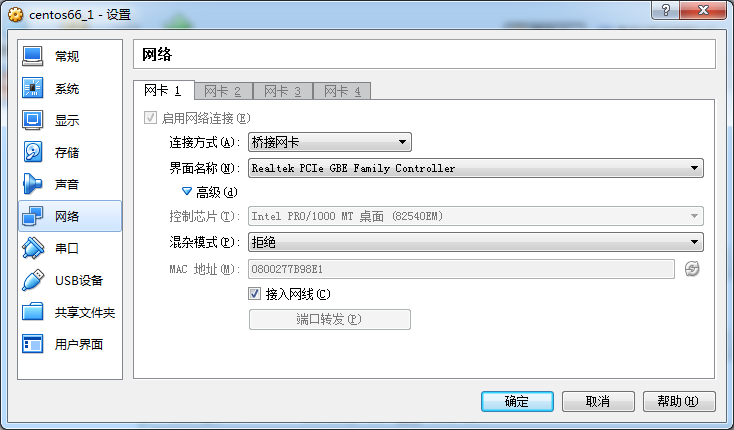 centos66_1 - 设置
常规
系统
显示
存储
声音
网络
串口
USB设备
共享文件夹
用户界面
网络
网卡 1 网卡 2 网卡 3 网卡 4
启用网络连接(E)
连接方式(A): 桥接网卡
界面名称(N): Realtek PCIe GBE Family Controller
高级(d)
控制芯片(T): Intel PRO/1000 MT 桌面 (82540EM)
混杂模式(P): 拒绝
MAC 地址(M): 0800277B98E1
接入网线(C)
端口转发(P)
确定 取消 帮助(H)